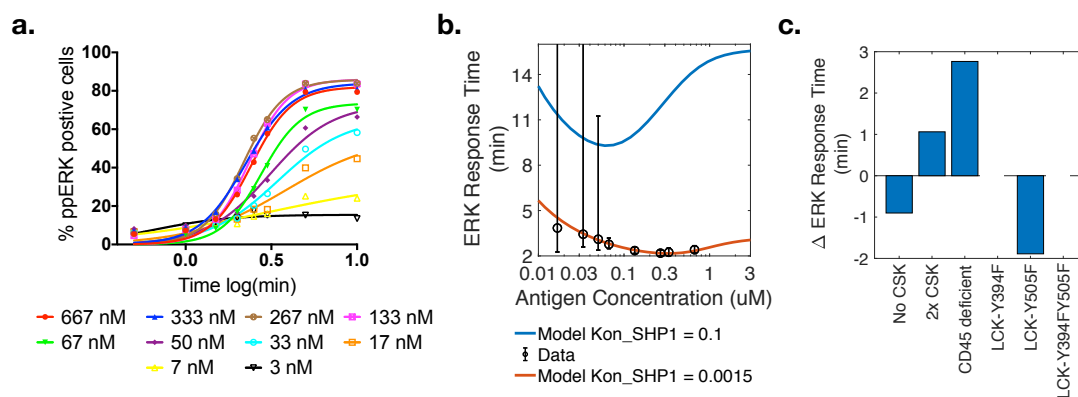 a.
% ppERK postive cells
100
80
60
40
20
0
0.0
0.5
1.0
Time log(min)
667 nM
333 nM
267 nM
133 nM
67 nM
50 nM
33 nM
17 nM
7 nM
3 nM
b.
ERK Response Time
(min)
14
10
6
2
0.01
0.03
0.1
0.3
1
3
Antigen Concentration (uM)
Model Kon_SHP1 = 0.1
Data
Model Kon_SHP1 = 0.0015
c.
Δ ERK Response Time
(min)
3
2
1
0
-1
-2
No CSK
2x CSK
CD45 deficient
LCK-Y394F
LCK-Y505F
LCK-Y394FY505F